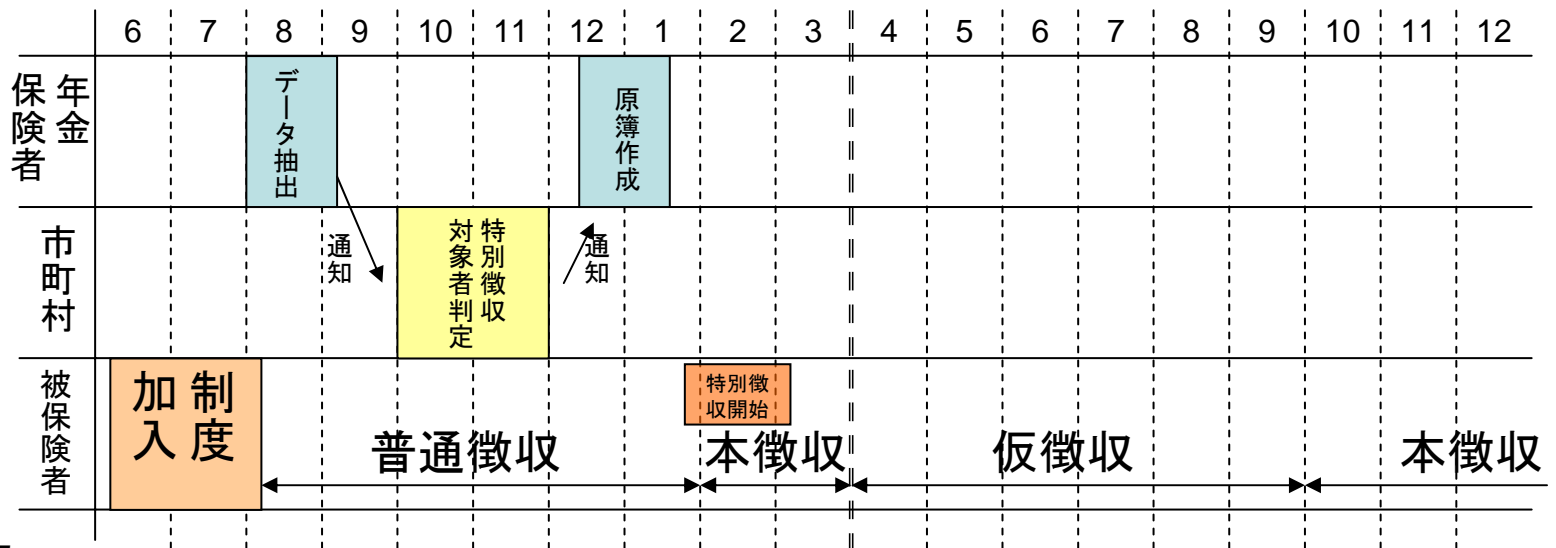 6 7 8 9 10 11 12 1 2 3 4 5 6 7 8 9 10 11 12
年金
保険者
データ抽出
原簿作成
市町村
通知
特別徴収
対象者判定
通知
被保険者
制度
加入
特別徴
収開始
普通徴収
本徴収
仮徴収
本徴収